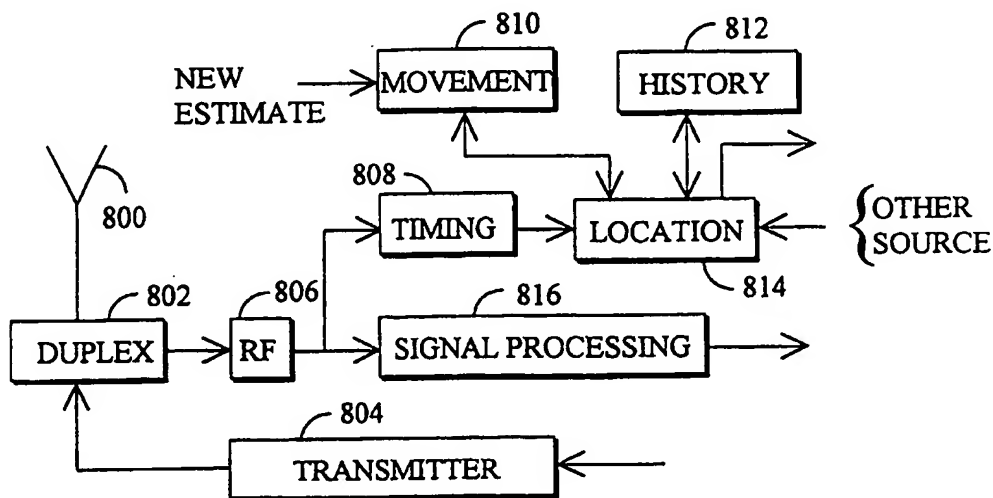 810
812
NEW
ESTIMATE
MOVEMENT
HISTORY
800
808
TIMING
LOCATION
OTHER
SOURCE
814
802
806
816
DUPLEX
RF
SIGNAL PROCESSING
804
TRANSMITTER